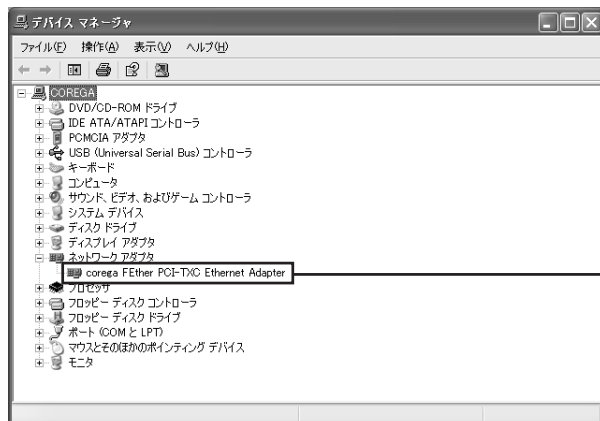 デバイス マネージャ
ファイル(F) 操作(A) 表示(V) ヘルプ(H)
COREGA
DVD/CD-ROM ドライブ
IDE ATA/ATAPI コントローラ
PCMCIA アダプタ
USB (Universal Serial Bus) コントローラ
キーボード
コンピュータ
サウンド、ビデオ、およびゲーム コントローラ
システム デバイス
ディスク ドライブ
ディスプレイ アダプタ
ネットワーク アダプタ
corega FEther PCI-TXC Ethernet Adapter
プロセッサ
フロッピー ディスク コントローラ
フロッピー ディスク ドライブ
ポート (COM と LPT)
マウスとそのほかのポインティング デバイス
モニタ